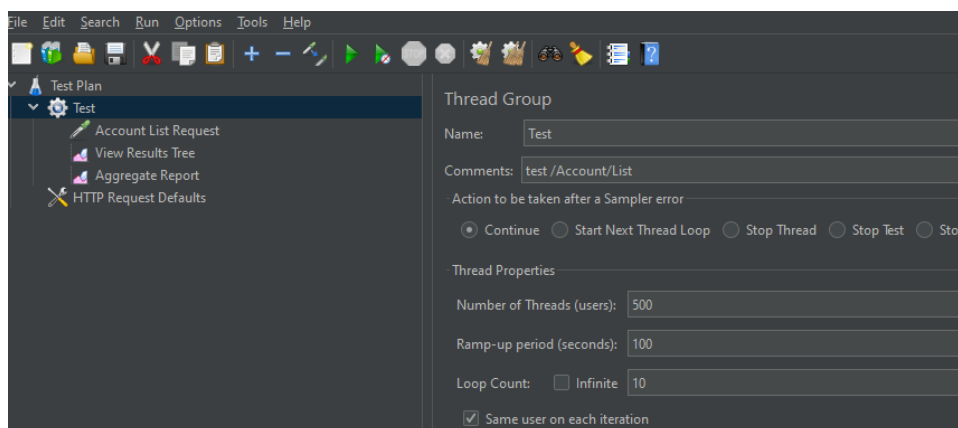 File Edit Search Run Options Tools Help
Test Plan
Test
Account List Request
View Results Tree
Aggregate Report
HTTP Request Defaults
Thread Group
Name: Test
Comments: test /Account/List
Action to be taken after a Sampler error
Continue Start Next Thread Loop Stop Thread Stop Test Sto
Thread Properties
Number of Threads (users): 500
Ramp-up period (seconds): 100
Loop Count: Infinite 10
Same user on each iteration